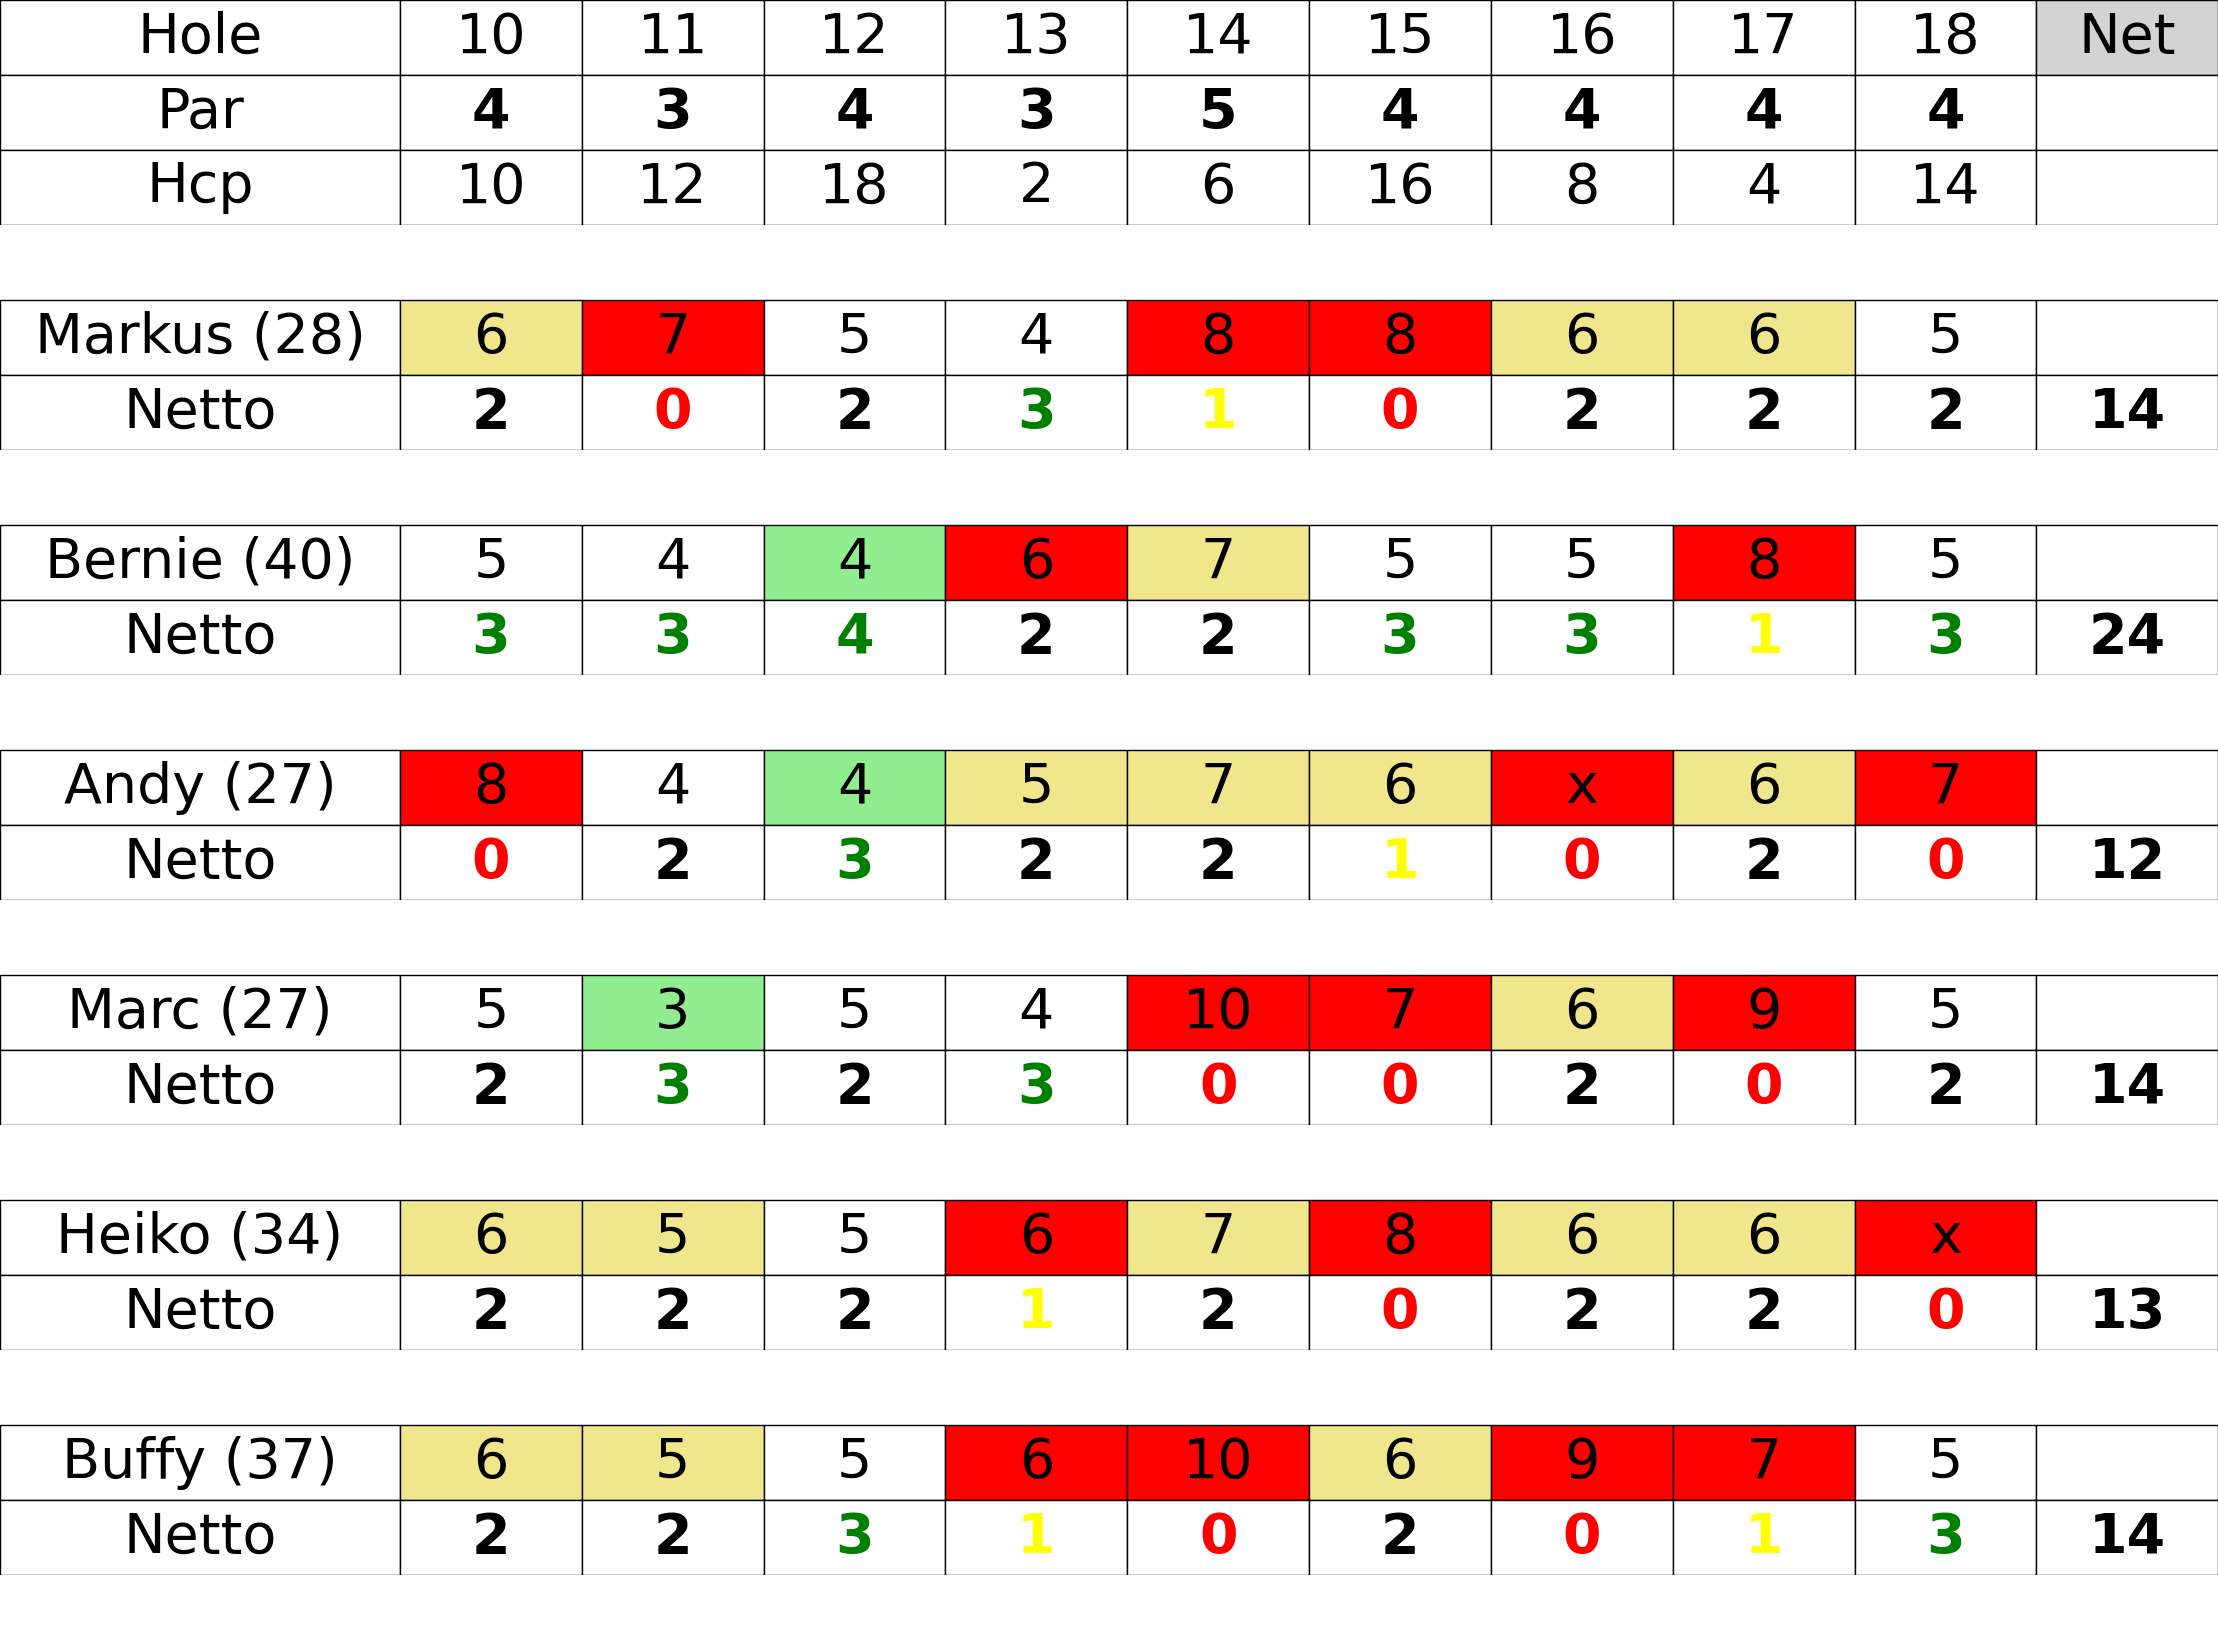 Hole 10 11 12 13 14 15 16 17 18 Net
Par 4 3 4 3 5 4 4 4 4
Hcp 10 12 18 2 6 16 8 4 14
Markus (28) 6 7 5 4 8 8 6 6 5
Netto 2 0 2 3 1 0 2 2 2 14
Bernie (40) 5 4 4 6 7 5 5 8 5
Netto 3 3 4 2 2 3 3 1 3 24
Andy (27) 8 4 4 5 7 6 x 6 7
Netto 0 2 3 2 2 1 0 2 0 12
Marc (27) 5 3 5 4 10 7 6 9 5
Netto 2 3 2 3 0 0 2 0 2 14
Heiko (34) 6 5 5 6 7 8 6 6 x
Netto 2 2 2 1 2 0 2 2 0 13
Buffy (37) 6 5 5 6 10 6 9 7 5
Netto 2 2 3 1 0 2 0 1 3 14